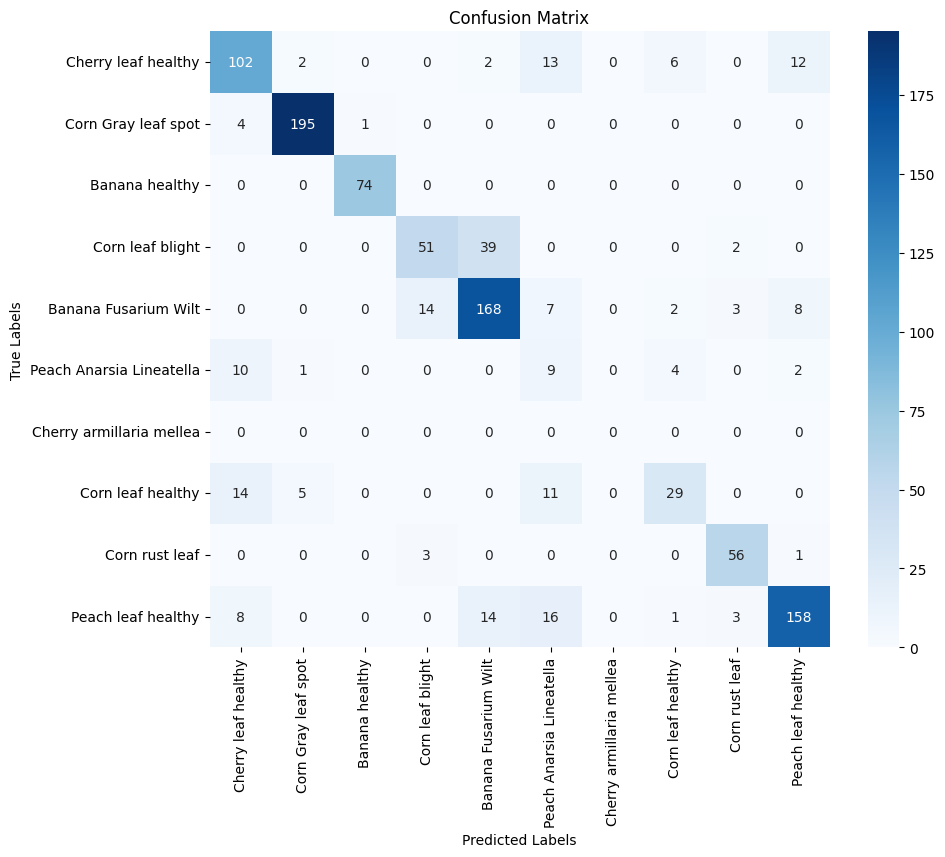 Confusion Matrix
Cherry leaf healthy 102 2 0 0 2 13 0 6 0 12
Corn Gray leaf spot 4 195 1 0 0 0 0 0 0 0
Banana healthy 0 0 74 0 0 0 0 0 0 0
Corn leaf blight 0 0 0 51 39 0 0 0 2 0
Banana Fusarium Wilt 0 0 0 14 168 7 0 2 3 8
Peach Anarsia Lineatella 10 1 0 0 0 9 0 4 0 2
Cherry armillaria mellea 0 0 0 0 0 0 0 0 0 0
Corn leaf healthy 14 5 0 0 0 11 0 29 0 0
Corn rust leaf 0 0 0 3 0 0 0 0 56 1
Peach leaf healthy 8 0 0 0 14 16 0 1 3 158
True Labels
Cherry leaf healthy
Corn Gray leaf spot
Banana healthy
Corn leaf blight
Banana Fusarium Wilt
Peach Anarsia Lineatella
Cherry armillaria mellea
Corn leaf healthy
Corn rust leaf
Peach leaf healthy
Predicted Labels
175
150
125
100
75
50
25
0